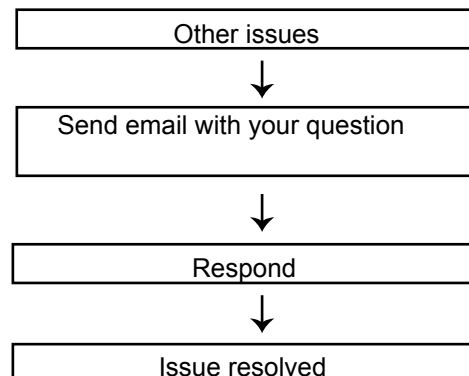 Other issues
Send email with your question
Respond
Issue resolved